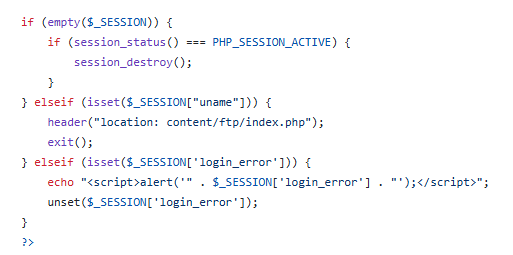 if (empty($_SESSION)) {
    if (session_status() === PHP_SESSION_ACTIVE) {
        session_destroy();
    }
} elseif (isset($_SESSION["uname"])) {
    header("location: content/ftp/index.php");
    exit();
} elseif (isset($_SESSION['login_error'])) {
    echo "<script>alert('" . $_SESSION['login_error'] . "');</script>";
    unset($_SESSION['login_error']);
}
?>